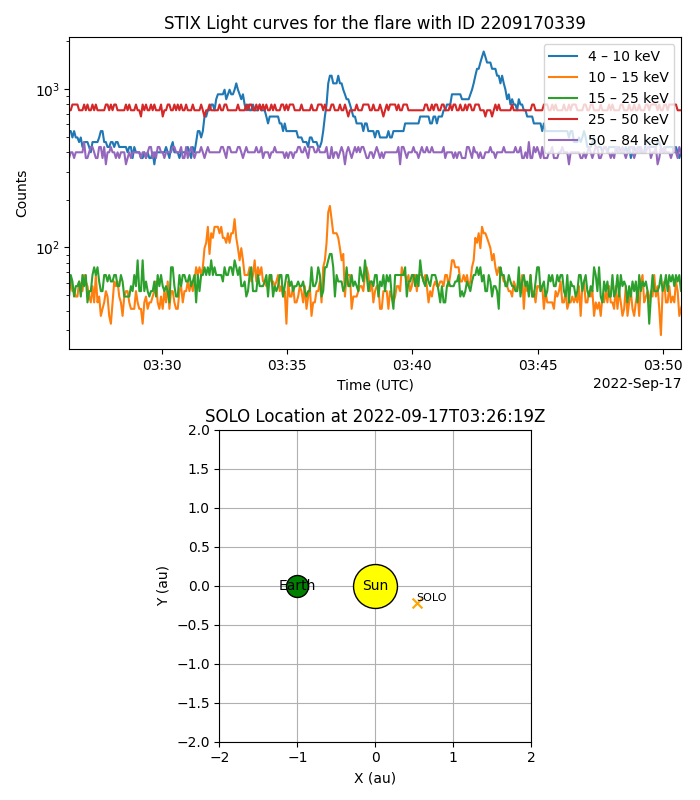 STIX Light curves for the flare with ID 2209170339
4 – 10 keV
10 – 15 keV
15 – 25 keV
25 – 50 keV
50 – 84 keV
10³
10²
Counts
03:30
03:35
03:40
03:45
03:50
Time (UTC)
2022-Sep-17
SOLO Location at 2022-09-17T03:26:19Z
2.0
1.5
1.0
0.5
0.0
−0.5
−1.0
−1.5
−2.0
Y (au)
Earth
Sun
SOLO
−2
−1
0
1
2
X (au)